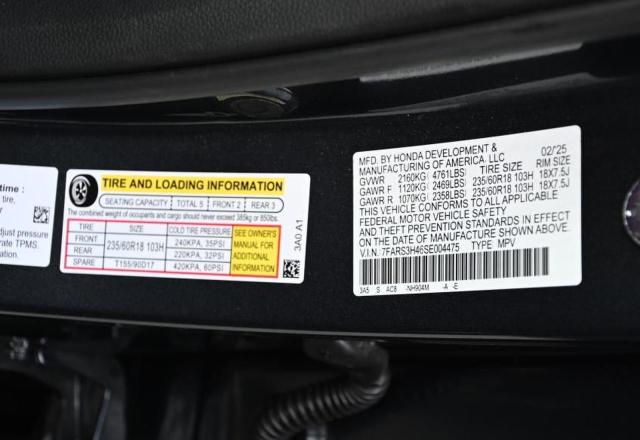 time :
tire,
adjust pressure
rate TPMS.
TIRE AND LOADING INFORMATION
SEATING CAPACITY TOTAL 5 FRONT 2 REAR 3
The combined weight of occupants and cargo should never exceed 385kg or 850lbs.
TIRE SIZE COLD TIRE PRESSURE
FRONT 235/60R18 103H 240KPA, 35PSI
REAR 220KPA, 32PSI
SPARE T155/90D17 420KPA, 60PSI
SEE OWNER'S
MANUAL FOR
ADDITIONAL
INFORMATION
3A0 A1
MFD. BY HONDA DEVELOPMENT & 02/'25
MANUFACTURING OF AMERICA, LLC
TIRE SIZE RIM SIZE
GVWR 2160KG( 4761LBS)
GAWR F 1120KG( 2469LBS) 235/60R18 103H 18X7.5J
GAWR R 1070KG( 2358LBS) 235/60R18 103H 18X7.5J
THIS VEHICLE CONFORMS TO ALL APPLICABLE
FEDERAL MOTOR VEHICLE SAFETY
AND THEFT PREVENTION STANDARDS IN EFFECT
ON THE DATE OF MANUFACTURE SHOWN ABOVE.
V.I.N. 7FARS3H46SE004475 TYPE MPV
3A5 S AC8 -NH904M -A -E